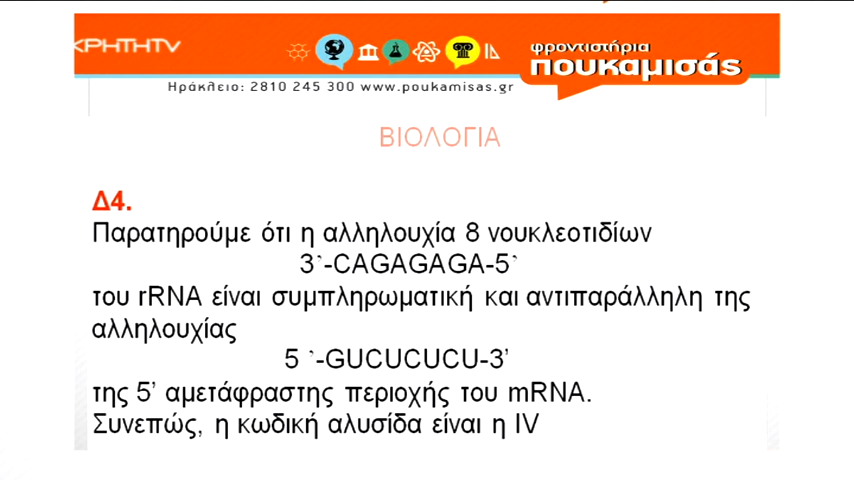 ΚΡΗΤΗTV
φροντιστήρια
πουκαμισάς
Ηράκλειο: 2810 245 300 www.poukamisas.gr
ΒΙΟΛΟΓΙΑ
Δ4.
Παρατηρούμε ότι η αλληλουχία 8 νουκλεοτιδίων
3`-CAGAGAGA-5`
του rRNA είναι συμπληρωματική και αντιπαράλληλη της
αλληλουχίας
5 `-GUCUCUCU-3’
της 5’ αμετάφραστης περιοχής του mRNA.
Συνεπώς, η κωδική αλυσίδα είναι η IV